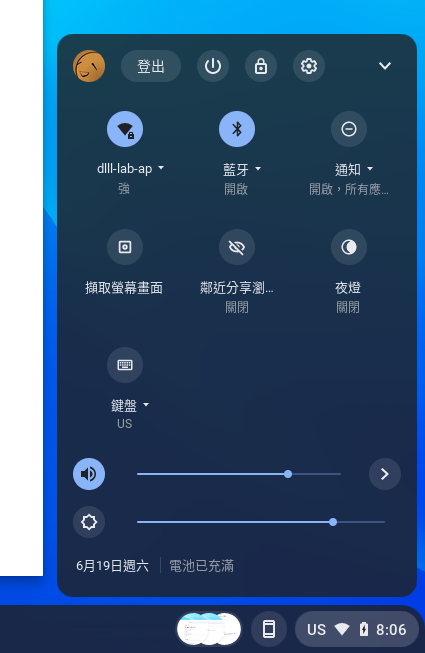 登出
dlll-lab-ap
強
藍牙
開啟
通知
開啟，所有應…
擷取螢幕畫面
鄰近分享瀏…
關閉
夜燈
關閉
鍵盤
US
6月19日週六
電池已充滿
US 8:06